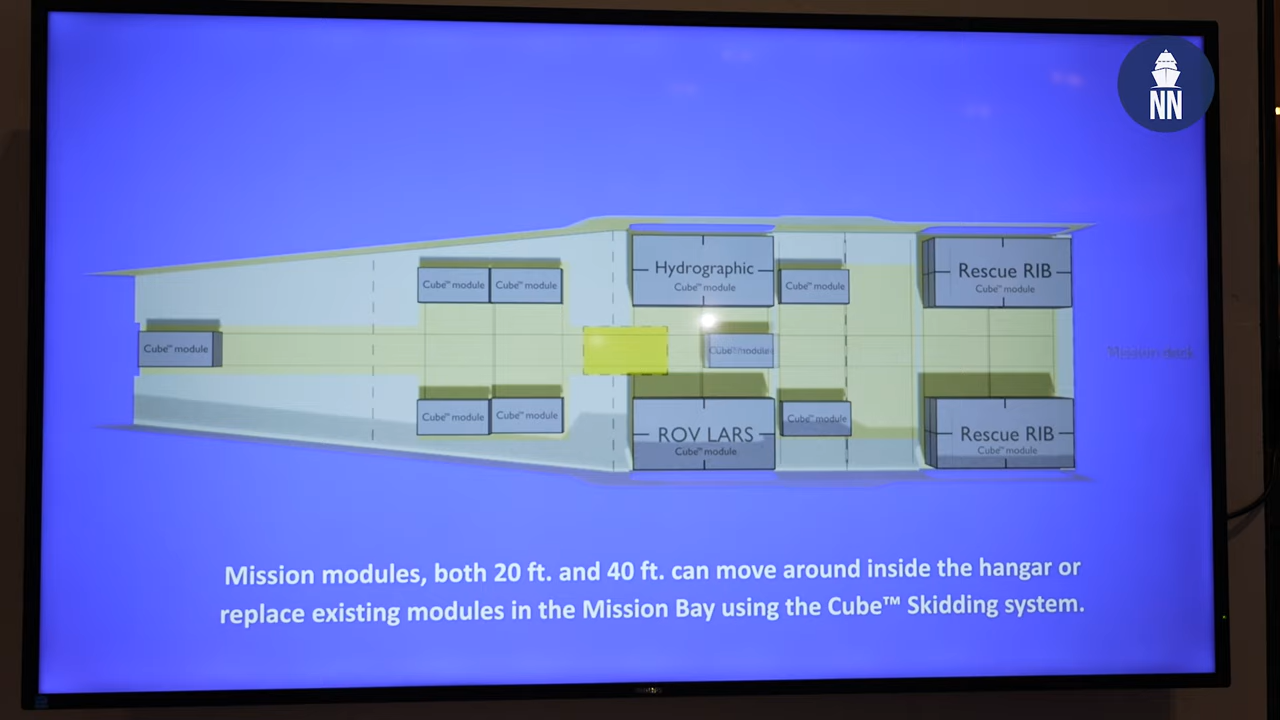 NN
Hydrographic
Cube™ module
Rescue RIB
Cube™ module
Cube™ module
Cube™ module
Cube™ module
Cube™ module
Cube™ module
Mission deck
Cube™ module
Cube™ module
Cube™ module
ROV LARS
Cube™ module
Rescue RIB
Cube™ module
Mission modules, both 20 ft. and 40 ft. can move around inside the hangar or
replace existing modules in the Mission Bay using the Cube™ Skidding system.
PHILIPS